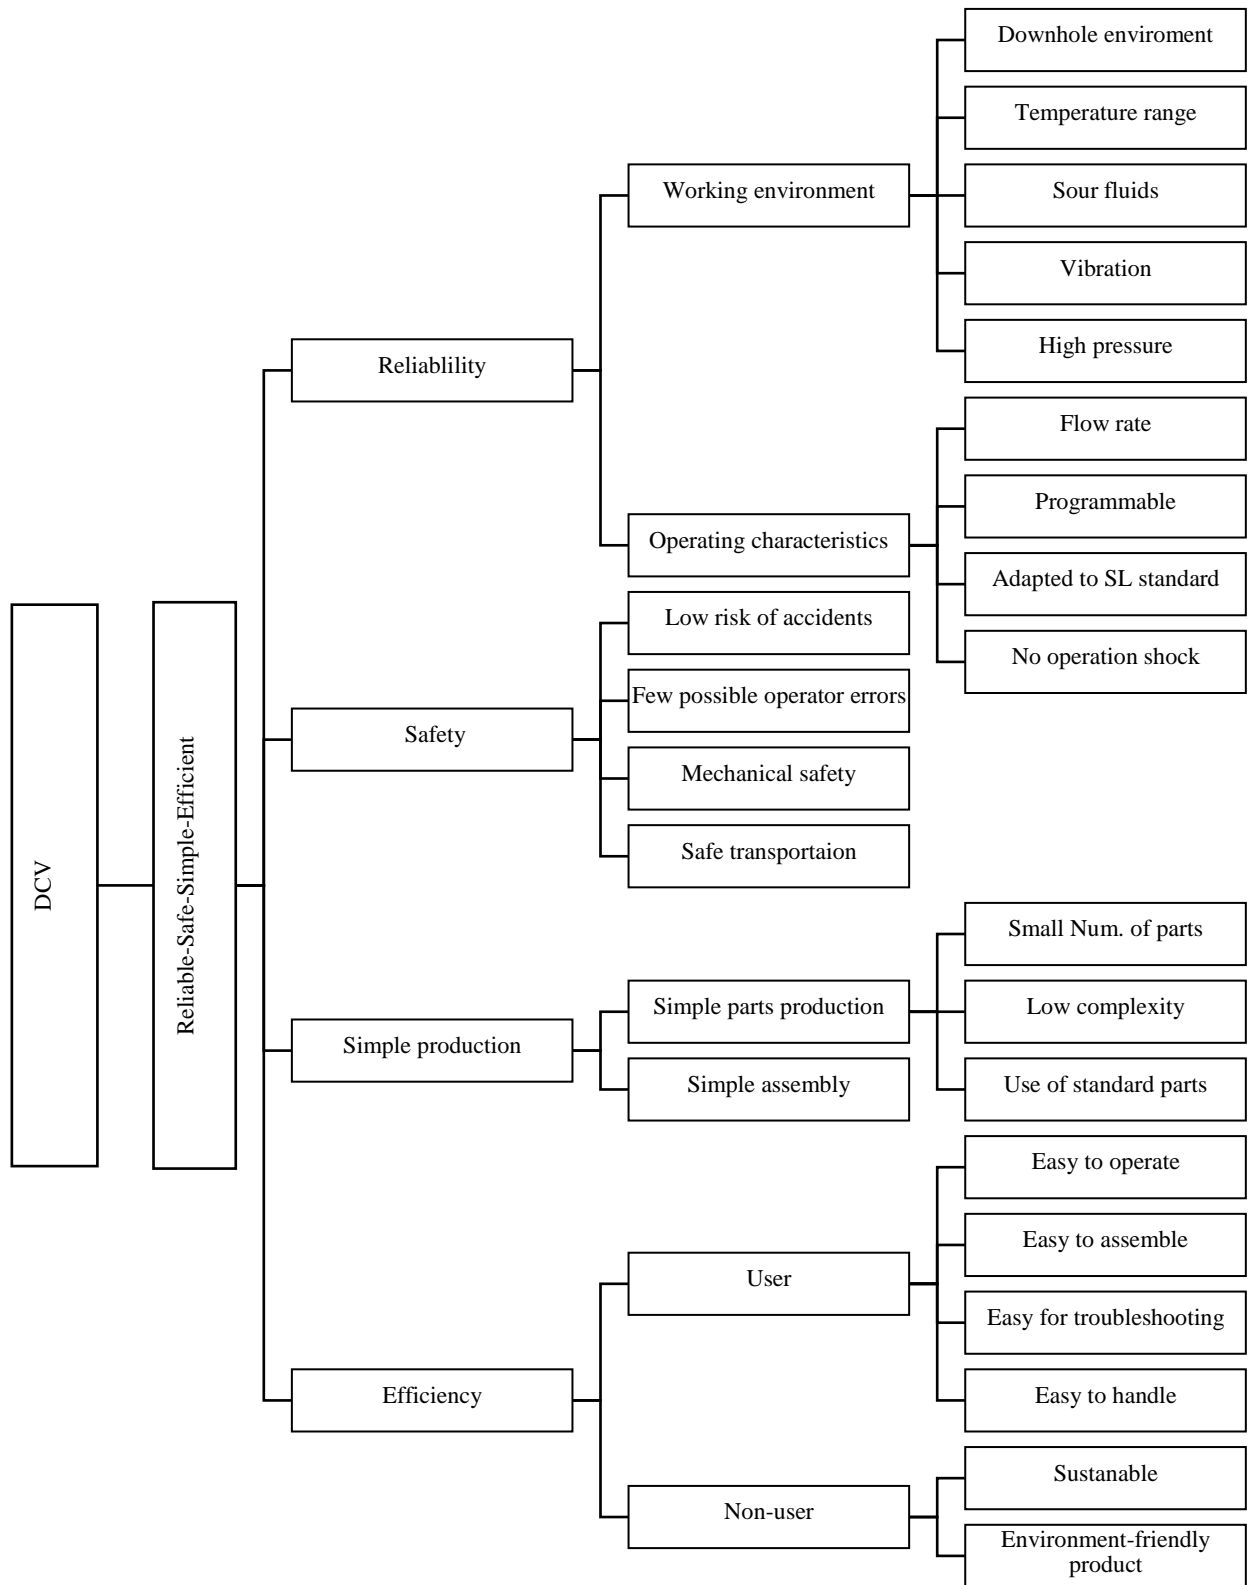 DCV
Reliable-Safe-Simple-Efficient
Reliablility
Working environment
Downhole enviroment
Temperature range
Sour fluids
Vibration
High pressure
Operating characteristics
Flow rate
Programmable
Adapted to SL standard
No operation shock
Safety
Low risk of accidents
Few possible operator errors
Mechanical safety
Safe transportaion
Simple production
Simple parts production
Small Num. of parts
Low complexity
Use of standard parts
Simple assembly
Efficiency
User
Easy to operate
Easy to assemble
Easy for troubleshooting
Easy to handle
Non-user
Sustanable
Environment-friendly
product